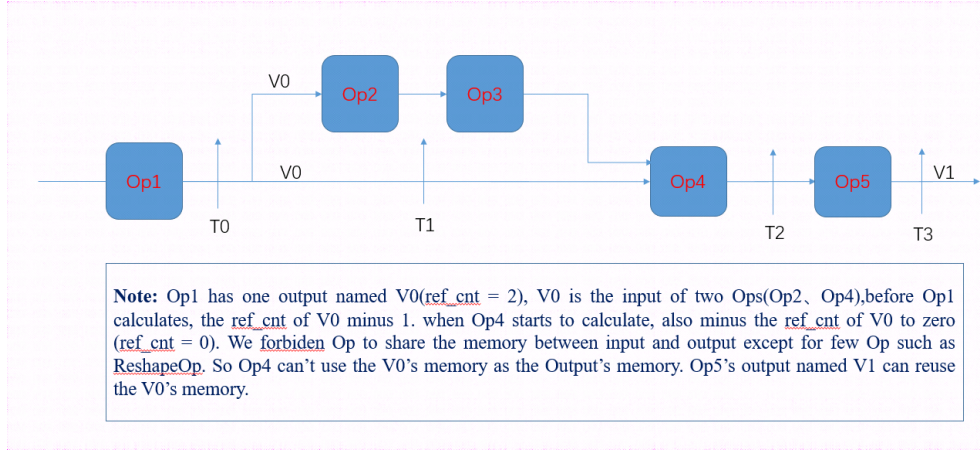 V0
Op2
Op3
Op1
V0
Op4
Op5
V1
T0
T1
T2
T3
Note: Op1 has one output named V0(ref_cnt = 2), V0 is the input of two Ops(Op2、Op4),before Op1
calculates, the ref_cnt of V0 minus 1. when Op4 starts to calculate, also minus the ref_cnt of V0 to zero
(ref_cnt = 0). We forbiden Op to share the memory between input and output except for few Op such as
ReshapeOp. So Op4 can’t use the V0’s memory as the Output’s memory. Op5’s output named V1 can reuse
the V0’s memory.